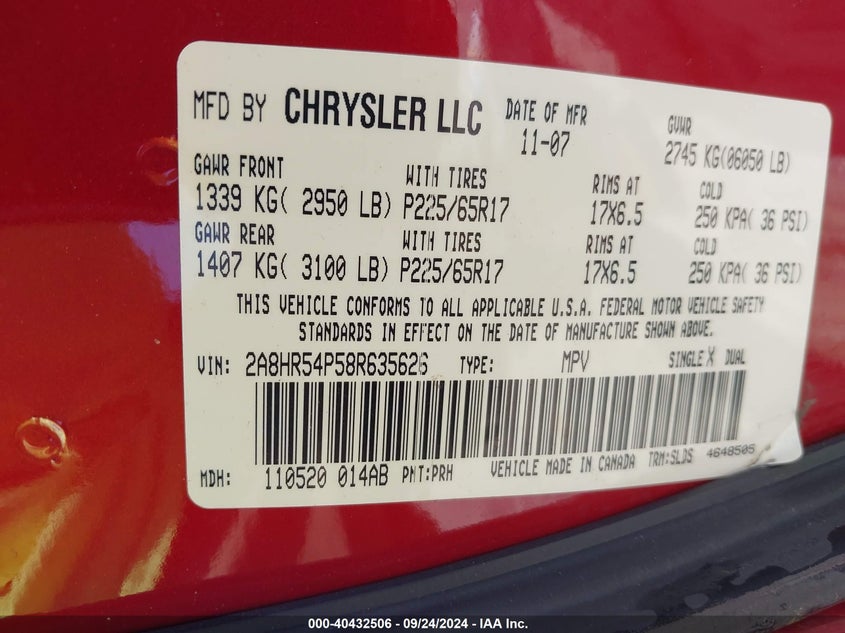 MFD BY CHRYSLER LLC DATE OF MFR 11-07 GVWR 2745 KG(06050 LB)
GAWR FRONT WITH TIRES RIMS AT COLD
1339 KG( 2950 LB) P225/65R17 17X6.5 250 KPA( 36 PSI)
GAWR REAR WITH TIRES RIMS AT COLD
1407 KG( 3100 LB) P225/65R17 17X6.5 250 KPA( 36 PSI)
THIS VEHICLE CONFORMS TO ALL APPLICABLE U.S.A. FEDERAL MOTOR VEHICLE SAFETY
STANDARDS IN EFFECT ON THE DATE OF MANUFACTURE SHOWN ABOVE.
VIN: 2A8HR54P58R635626 TYPE: MPV SINGLE X DUAL
MDH: 110520 014AB PNT:PRH VEHICLE MADE IN CANADA TRM:SLDS 4648505
000-40432506 - 09/24/2024 - IAA Inc.